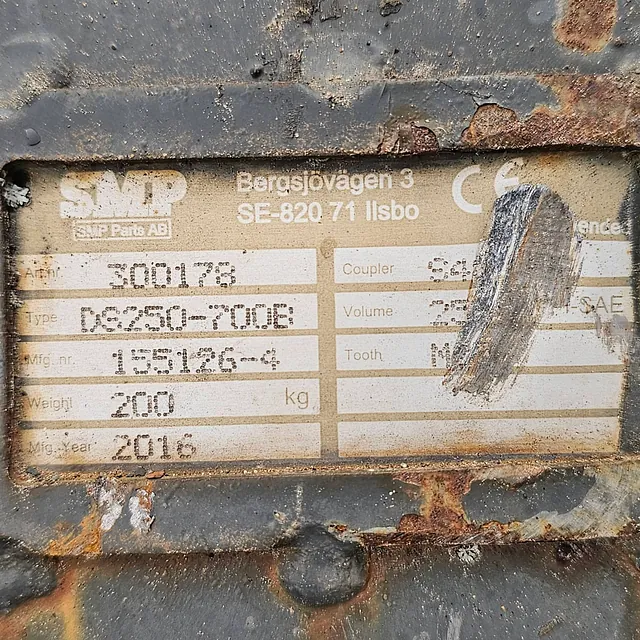 SMP
SMP Parts AB
Bergsjövägen 3
SE-820 71 Ilsbo
CE
Art.nr. 300178
Type DS250-700B
Mfg. nr. 155126-4
Weight 200 kg
Mfg. Year 2016
Coupler
Volume SAE
Tooth